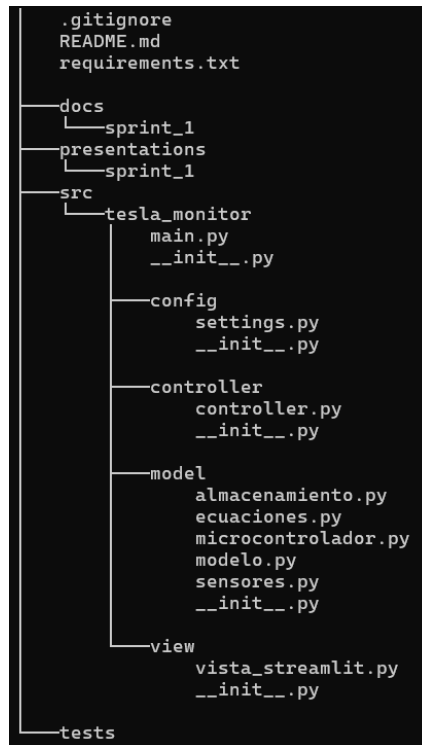 .gitignore
README.md
requirements.txt
docs
sprint_1
presentations
sprint_1
src
tesla_monitor
main.py
__init__.py
config
settings.py
__init__.py
controller
controller.py
__init__.py
model
almacenamiento.py
ecuaciones.py
microcontrolador.py
modelo.py
sensores.py
__init__.py
view
vista_streamlit.py
__init__.py
tests